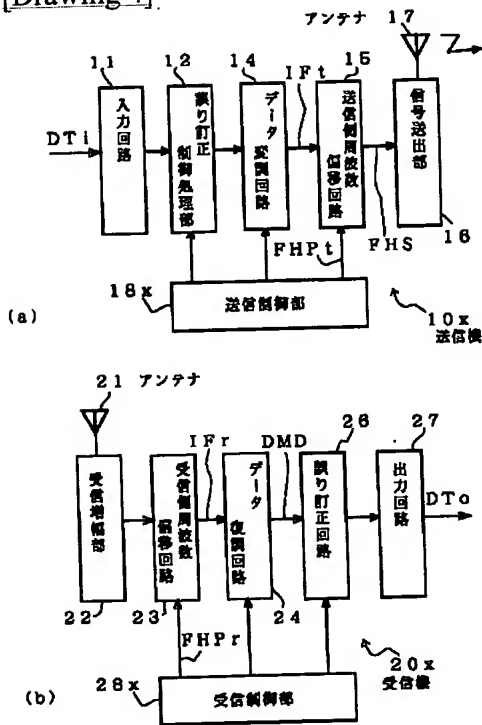 [Drawing 4]
アンテナ 17
11 12 14 IFt 15
DTi
入力回路
誤り訂正
制御処理部
データ
変調回路
送信側周波数
偏移回路
信号送出部
FHPt
FHS
16
18x
送信制御部
(a)
10x
送信機
21 アンテナ
IFr DMD 26 27
受信増幅部
受信側周波数
偏移回路
データ
復調回路
誤り訂正回路
出力回路
DTo
22 23 24
FHPr
28x
受信制御部
(b)
20x
受信機